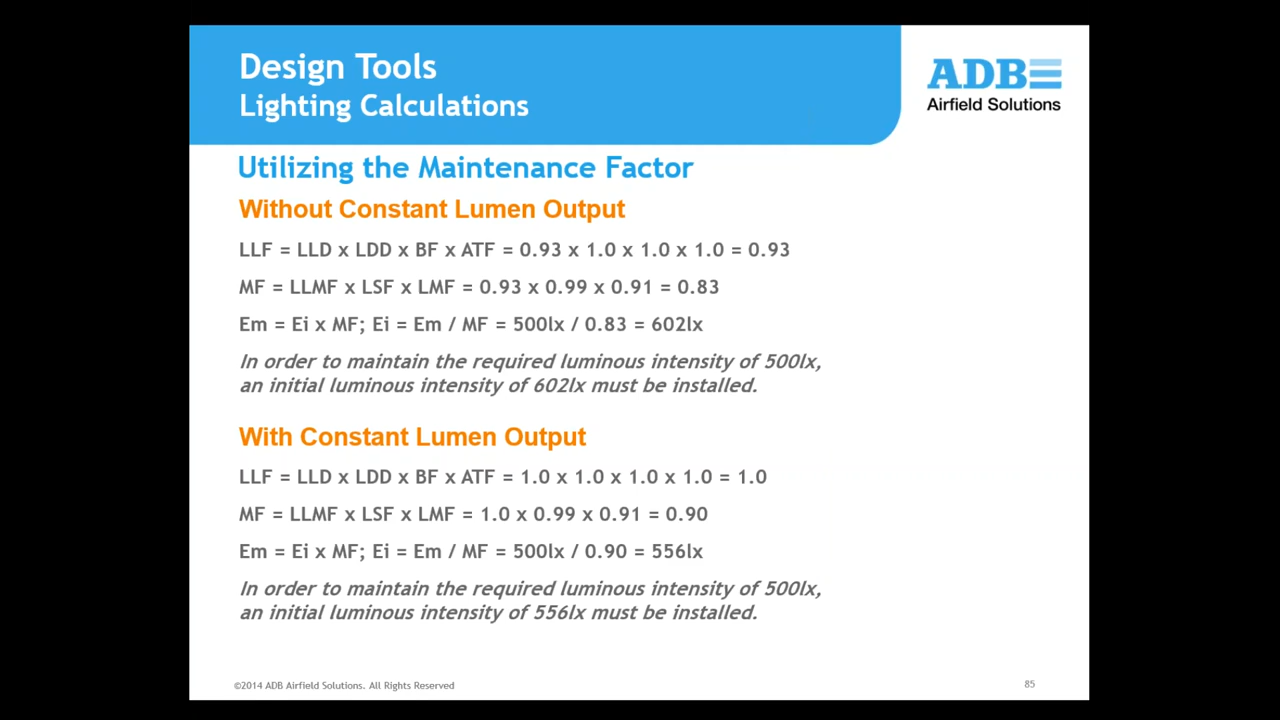 Design Tools
Lighting Calculations
ADB
Airfield Solutions
Utilizing the Maintenance Factor
Without Constant Lumen Output
LLF = LLD x LDD x BF x ATF = 0.93 x 1.0 x 1.0 x 1.0 = 0.93
MF = LLMF x LSF x LMF = 0.93 x 0.99 x 0.91 = 0.83
Em = Ei x MF; Ei = Em / MF = 500lx / 0.83 = 602lx
In order to maintain the required luminous intensity of 500lx,
an initial luminous intensity of 602lx must be installed.
With Constant Lumen Output
LLF = LLD x LDD x BF x ATF = 1.0 x 1.0 x 1.0 x 1.0 = 1.0
MF = LLMF x LSF x LMF = 1.0 x 0.99 x 0.91 = 0.90
Em = Ei x MF; Ei = Em / MF = 500lx / 0.90 = 556lx
In order to maintain the required luminous intensity of 500lx,
an initial luminous intensity of 556lx must be installed.
©2014 ADB Airfield Solutions. All Rights Reserved
85